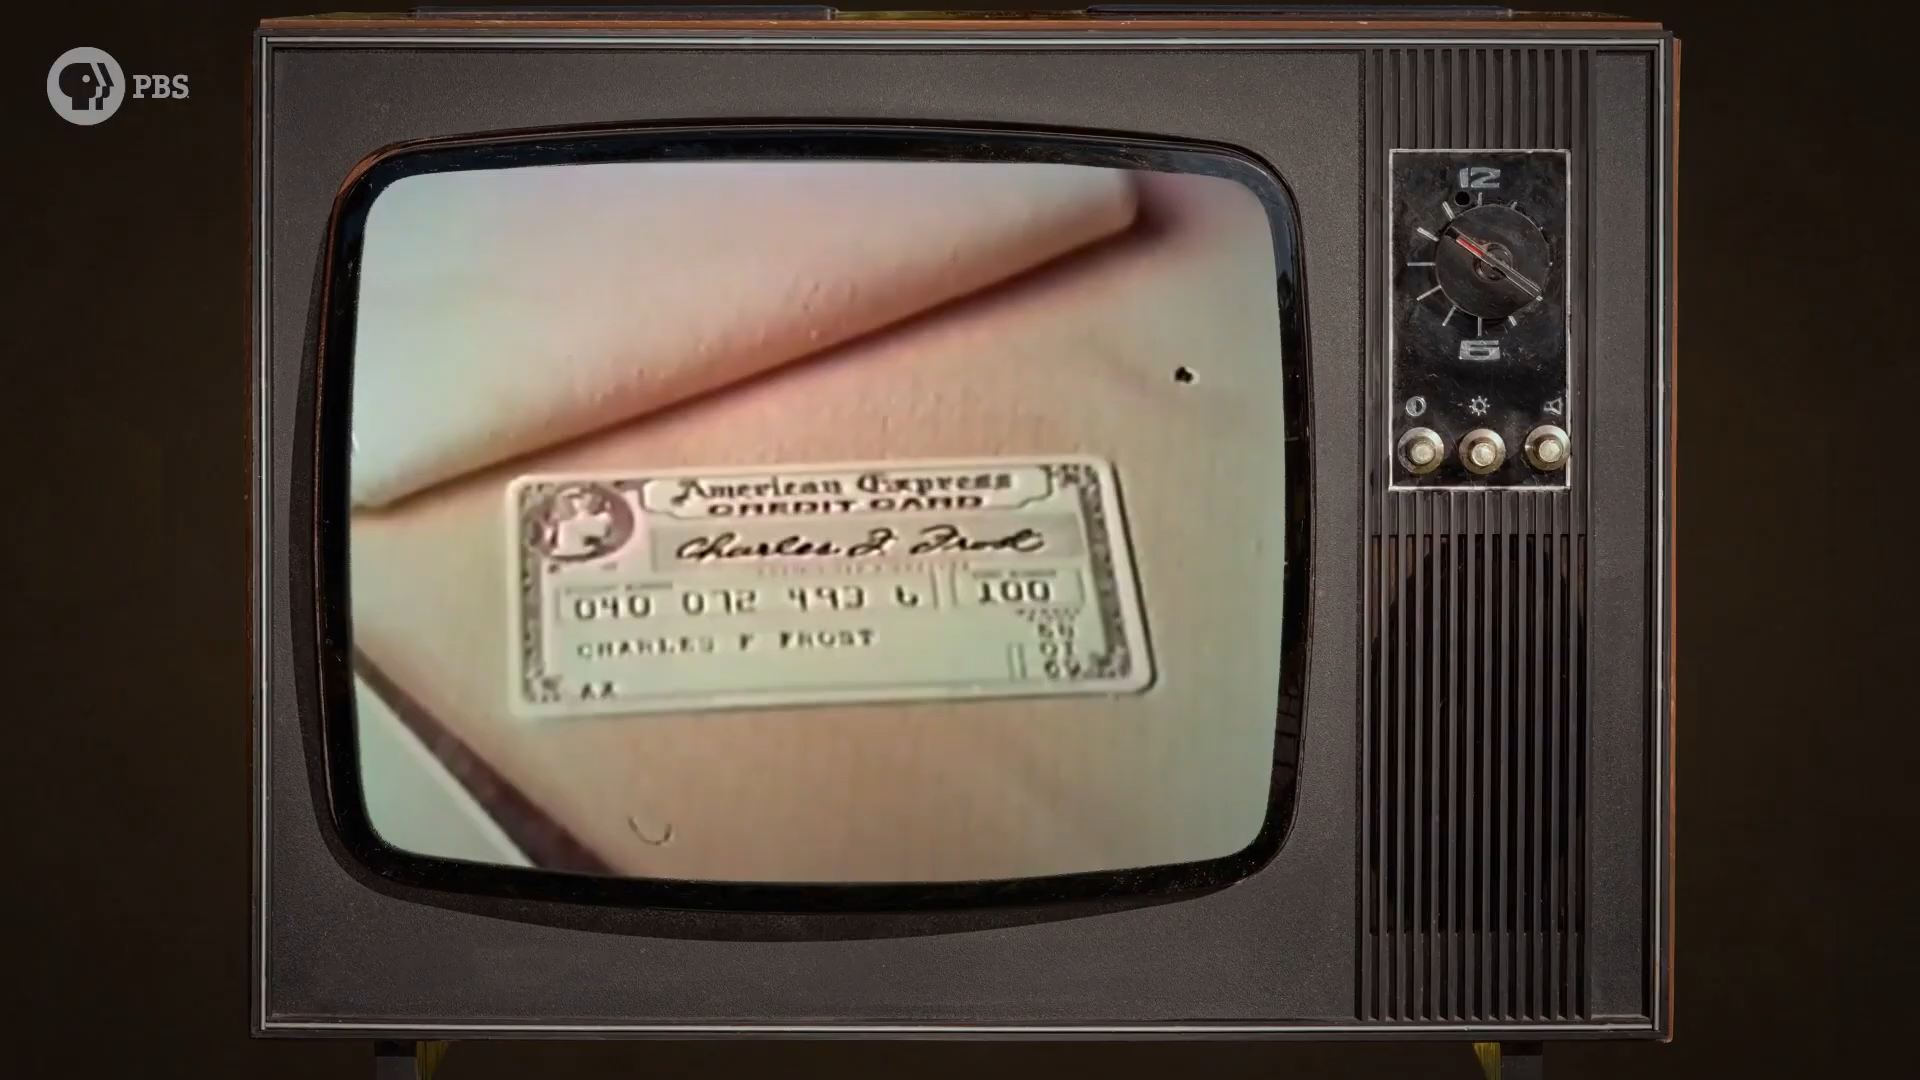 PBS
12
6
American Express
CREDIT CARD
Charles F Frost
040 072 493 6
100
CHARLES F FROST
AX